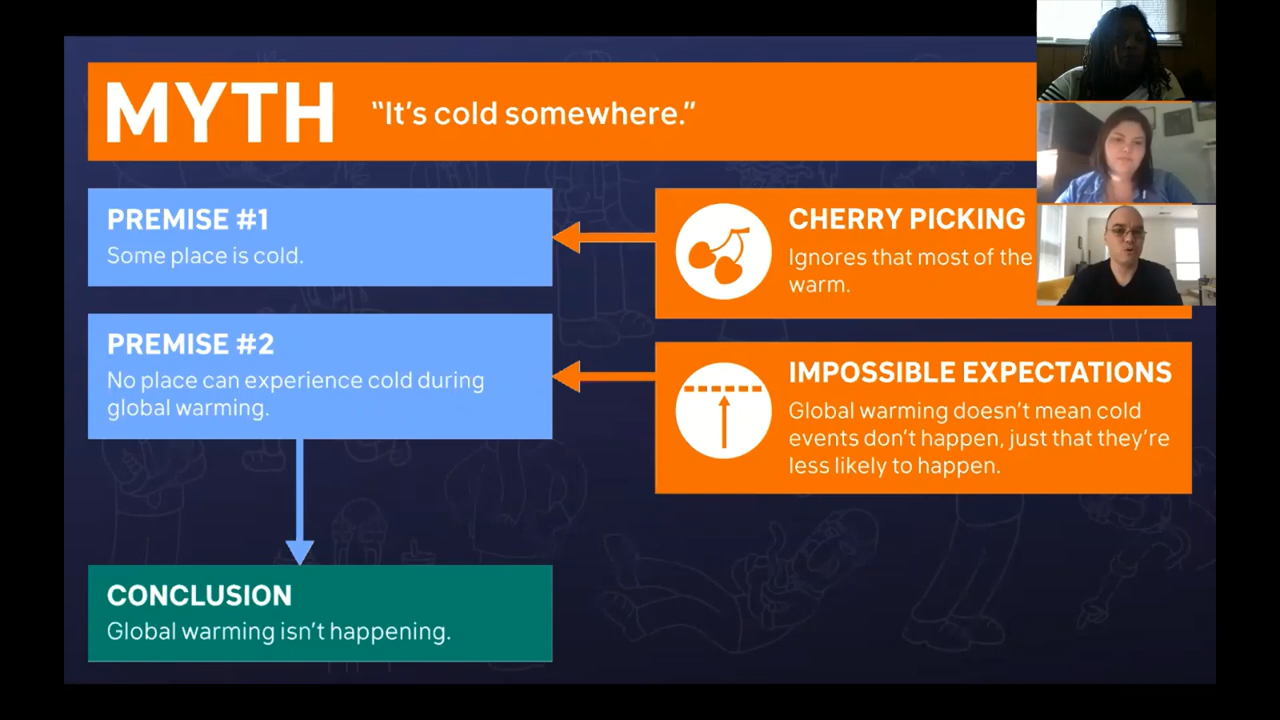 MYTH "It's cold somewhere."
PREMISE #1
Some place is cold.
CHERRY PICKING
Ignores that most of the
warm.
PREMISE #2
No place can experience cold during
global warming.
IMPOSSIBLE EXPECTATIONS
Global warming doesn't mean cold
events don't happen, just that they're
less likely to happen.
CONCLUSION
Global warming isn't happening.